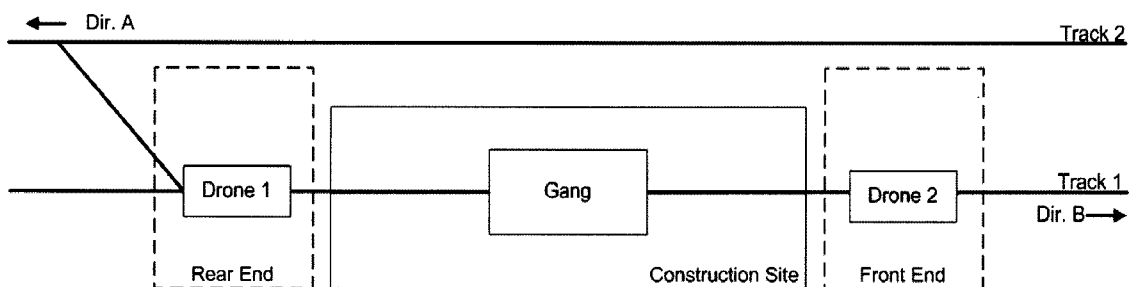 Dir. A
Track 2
Drone 1
Gang
Drone 2
Track 1
Dir. B
Rear End
Construction Site
Front End